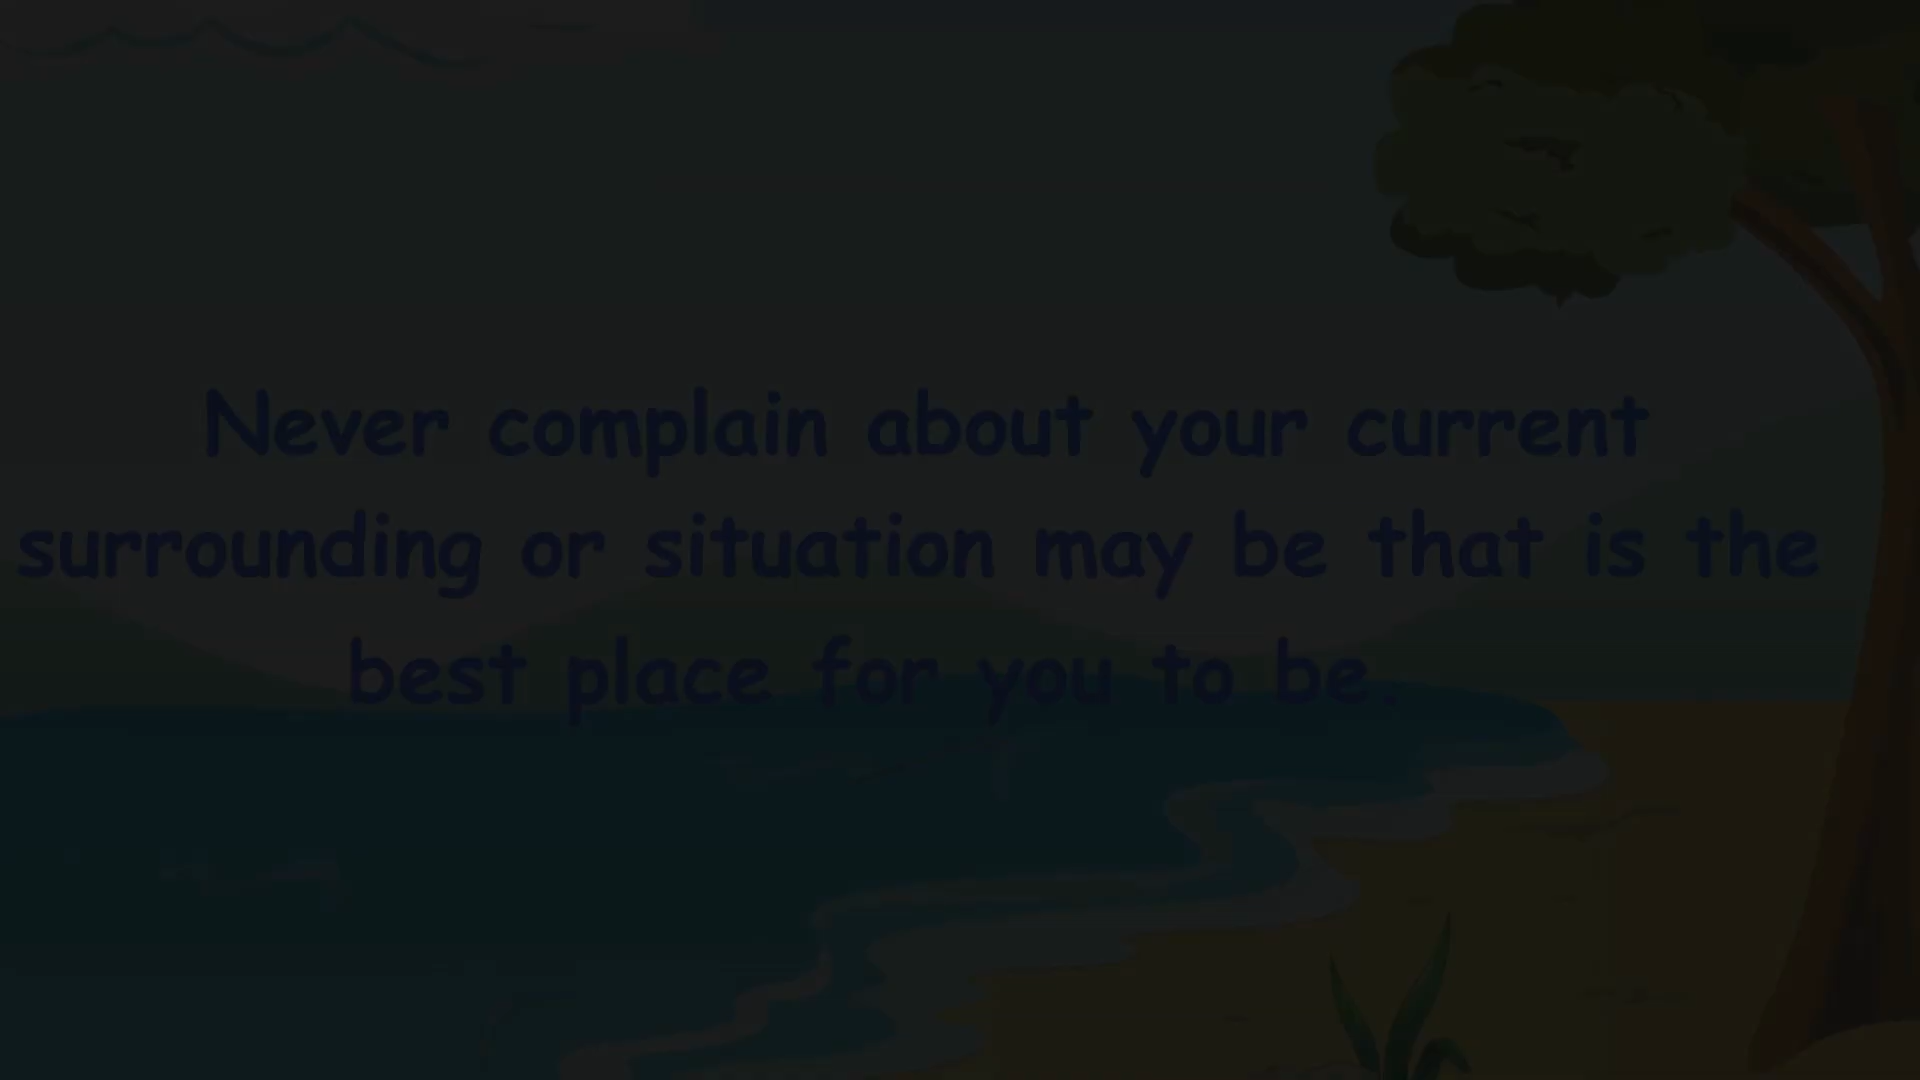 Never complain about your current
surrounding or situation may be that is the
best place for you to be.